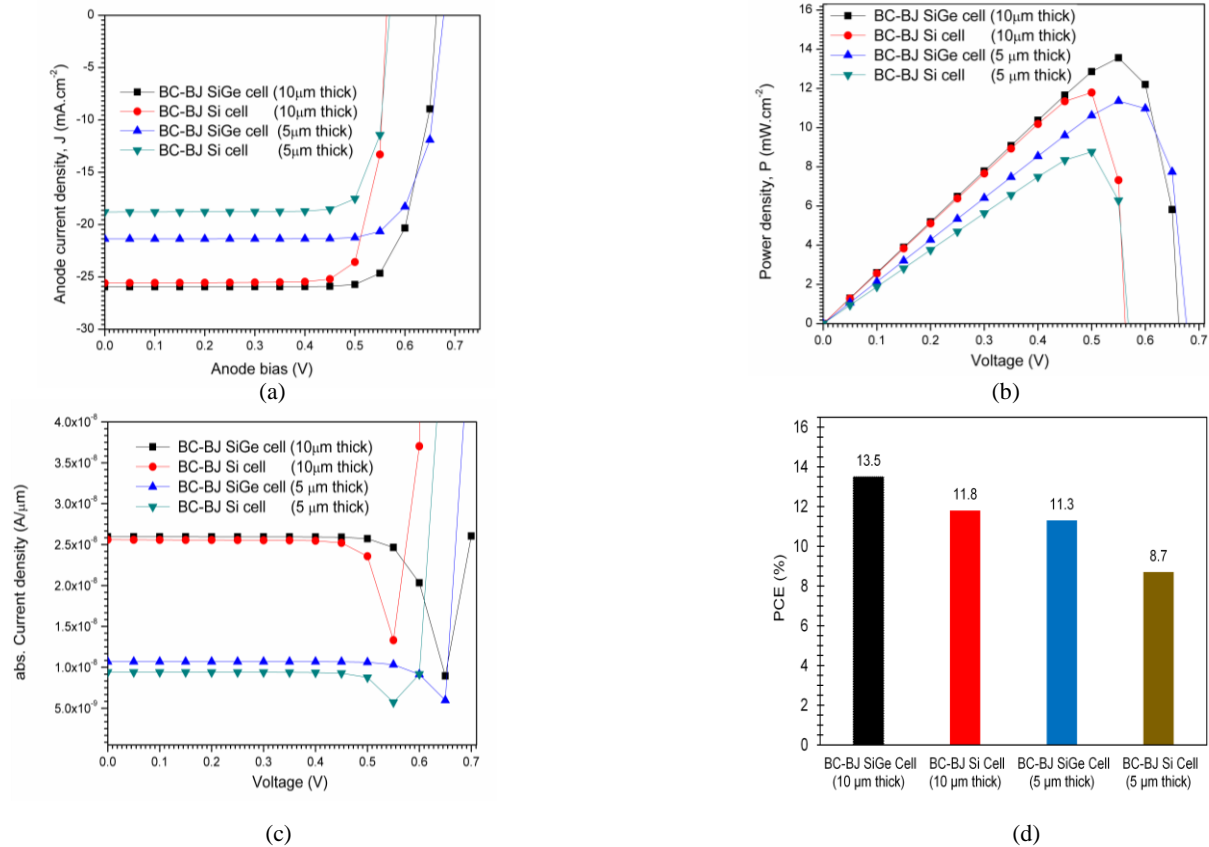 0
-5
-10
-15
-20
-25
-30
Anode current density, J (mA.cm-2)
BC-BJ SiGe cell (10μm thick)
BC-BJ Si cell (10μm thick)
BC-BJ SiGe cell (5μm thick)
BC-BJ Si cell (5μm thick)
0.0 0.1 0.2 0.3 0.4 0.5 0.6 0.7
Anode bias (V)
(a)
16
14
12
10
8
6
4
2
0
Power density, P (mW.cm-2)
BC-BJ SiGe cell (10μm thick)
BC-BJ Si cell (10μm thick)
BC-BJ SiGe cell (5 μm thick)
BC-BJ Si cell (5 μm thick)
0.0 0.1 0.2 0.3 0.4 0.5 0.6 0.7
Voltage (V)
(b)
4.0x10-8
3.5x10-8
3.0x10-8
2.5x10-8
2.0x10-8
1.5x10-8
1.0x10-8
5.0x10-9
abs. Current density (A/μm)
BC-BJ SiGe cell (10μm thick)
BC-BJ Si cell (10μm thick)
BC-BJ SiGe cell (5 μm thick)
BC-BJ Si cell (5 μm thick)
0.0 0.1 0.2 0.3 0.4 0.5 0.6 0.7
Voltage (V)
(c)
16
14
12
10
8
6
4
2
0
PCE (%)
13.5
11.8
11.3
8.7
BC-BJ SiGe Cell BC-BJ Si Cell BC-BJ SiGe Cell BC-BJ Si Cell
(10 μm thick) (10 μm thick) (5 μm thick) (5 μm thick)
(d)